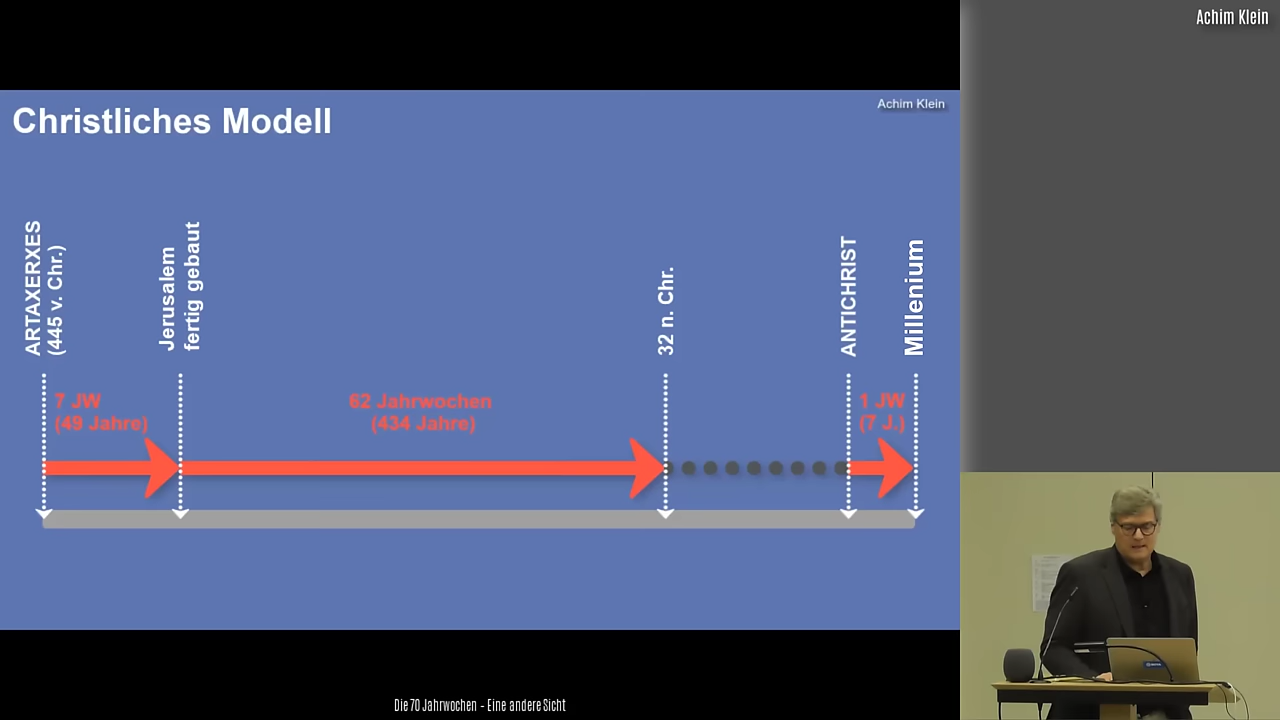 Achim Klein
Achim Klein
Christliches Modell
ARTAXERXES
(445 v. Chr.)
Jerusalem
fertig gebaut
32 n. Chr.
ANTICHRIST
Millenium
7 JW
(49 Jahre)
62 Jahrwochen
(434 Jahre)
1 JW
(7 J.)
Die 70 Jahrwochen - Eine andere Sicht